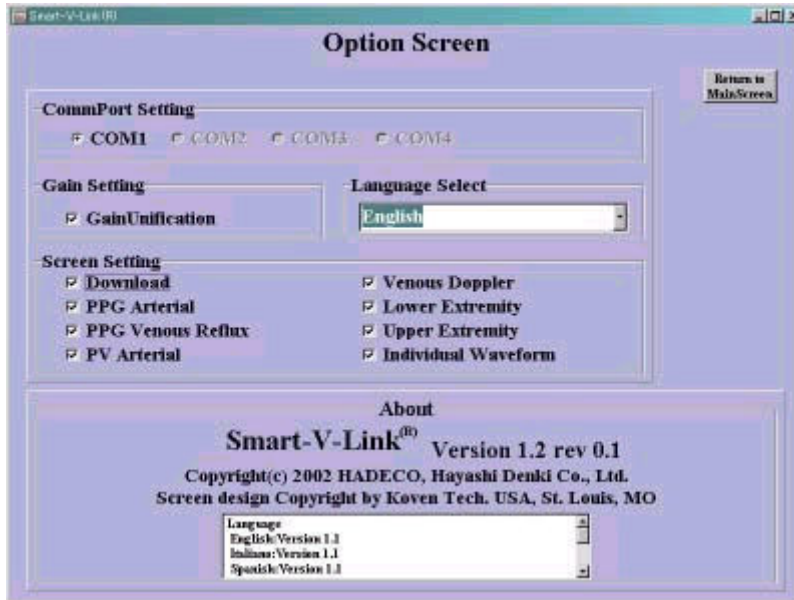 Smart-V-Link (R)
Option Screen
Return to
MainScreen
CommPort Setting
COM1 COM2 COM3 COM4
Gain Setting
GainUnification
Language Select
English
Screen Setting
Download
PPG Arterial
PPG Venous Reflux
PV Arterial
Venous Doppler
Lower Extremity
Upper Extremity
Individual Waveform
About
Smart-V-Link(R) Version 1.2 rev 0.1
Copyright(c) 2002 HADECO, Hayashi Denki Co., Ltd.
Screen design Copyright by Koven Tech. USA, St. Louis, MO
Language
English:Version 1.1
Italiano:Version 1.1
Spanish:Version 1.1